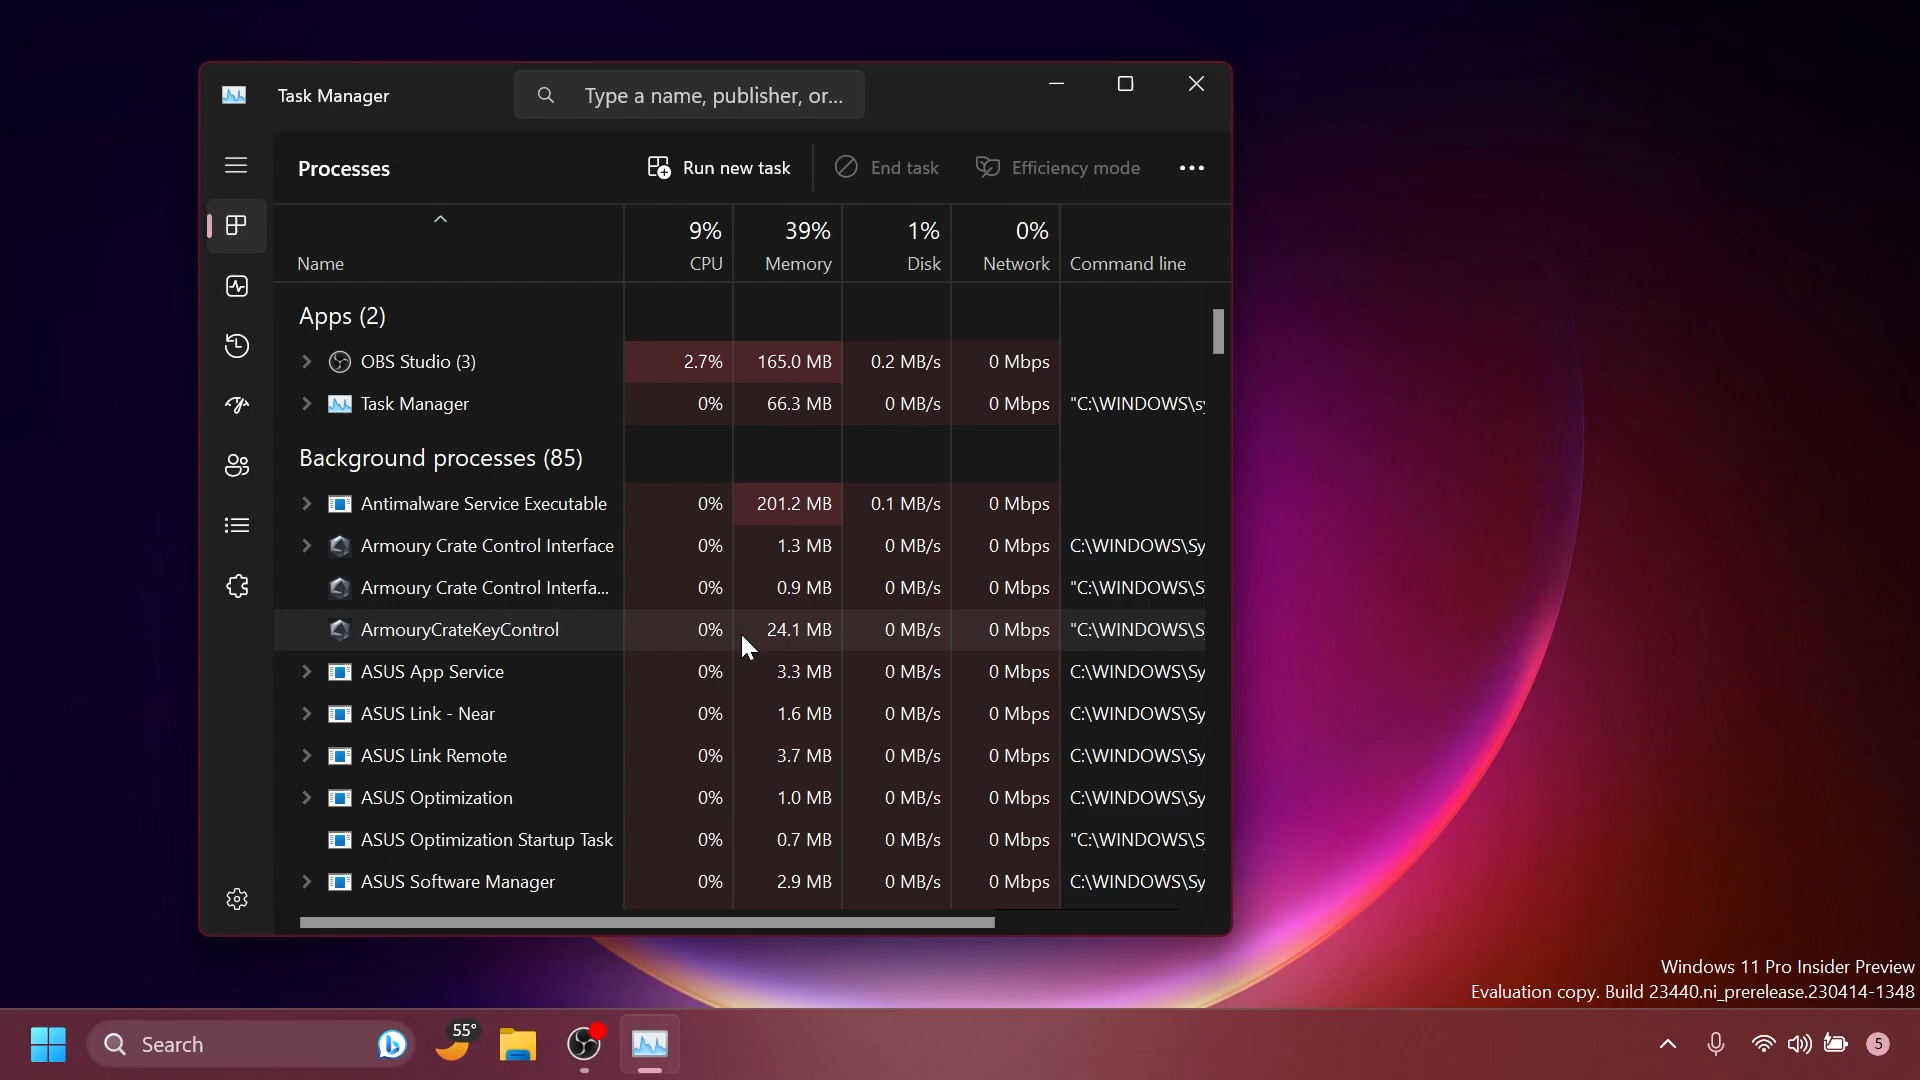 Task Manager
Type a name, publisher, or...
Processes
Run new task
End task
Efficiency mode
9% 39% 1% 0%
Name CPU Memory Disk Network Command line
Apps (2)
OBS Studio (3) 2.7% 165.0 MB 0.2 MB/s 0 Mbps
Task Manager 0% 66.3 MB 0 MB/s 0 Mbps "C:\WINDOWS\sy
Background processes (85)
Antimalware Service Executable 0% 201.2 MB 0.1 MB/s 0 Mbps
Armoury Crate Control Interface 0% 1.3 MB 0 MB/s 0 Mbps C:\WINDOWS\Sy
Armoury Crate Control Interfa... 0% 0.9 MB 0 MB/s 0 Mbps "C:\WINDOWS\S
ArmouryCrateKeyControl 0% 24.1 MB 0 MB/s 0 Mbps "C:\WINDOWS\S
ASUS App Service 0% 3.3 MB 0 MB/s 0 Mbps C:\WINDOWS\Sy
ASUS Link - Near 0% 1.6 MB 0 MB/s 0 Mbps C:\WINDOWS\Sy
ASUS Link Remote 0% 3.7 MB 0 MB/s 0 Mbps C:\WINDOWS\Sy
ASUS Optimization 0% 1.0 MB 0 MB/s 0 Mbps C:\WINDOWS\Sy
ASUS Optimization Startup Task 0% 0.7 MB 0 MB/s 0 Mbps "C:\WINDOWS\S
ASUS Software Manager 0% 2.9 MB 0 MB/s 0 Mbps C:\WINDOWS\Sy
Windows 11 Pro Insider Preview
Evaluation copy. Build 23440.ni_prerelease.230414-1348
Search
55°
5